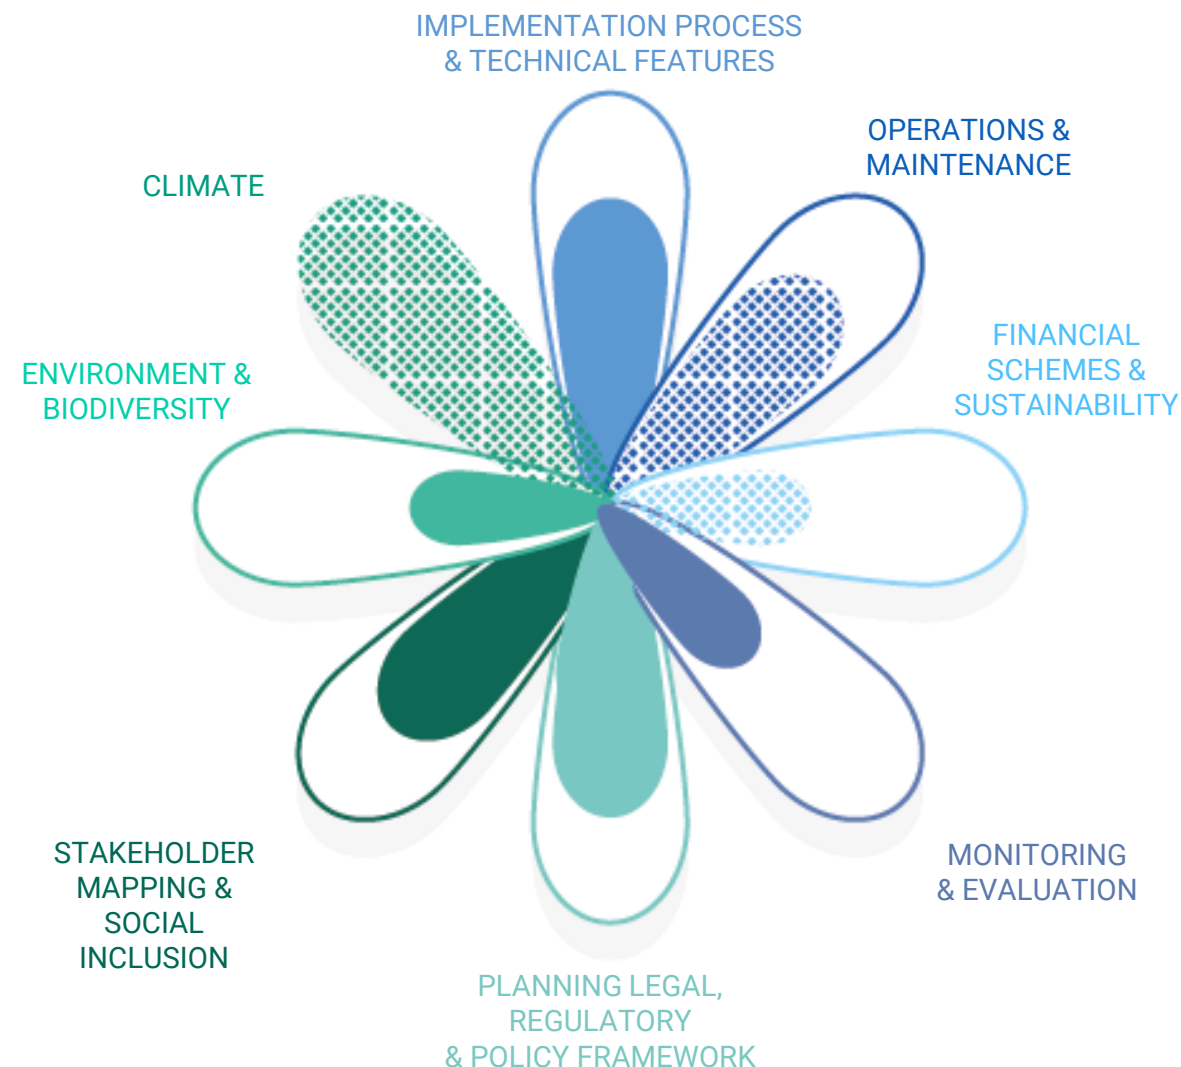 IMPLEMENTATION PROCESS
& TECHNICAL FEATURES
OPERATIONS &
MAINTENANCE
CLIMATE
FINANCIAL
SCHEMES &
SUSTAINABILITY
ENVIRONMENT &
BIODIVERSITY
STAKEHOLDER
MAPPING &
SOCIAL
INCLUSION
MONITORING
& EVALUATION
PLANNING LEGAL,
REGULATORY
& POLICY FRAMEWORK